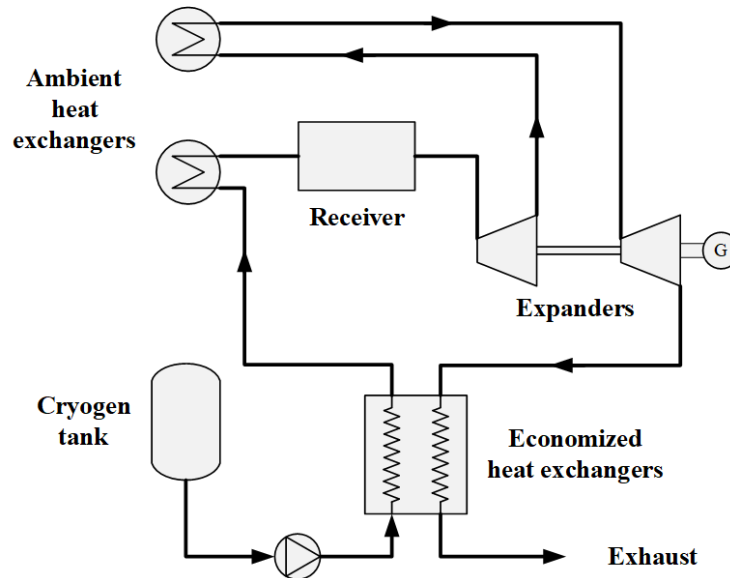 Ambient
heat
exchangers
Receiver
G
Expanders
Cryogen
tank
Economized
heat exchangers
Exhaust